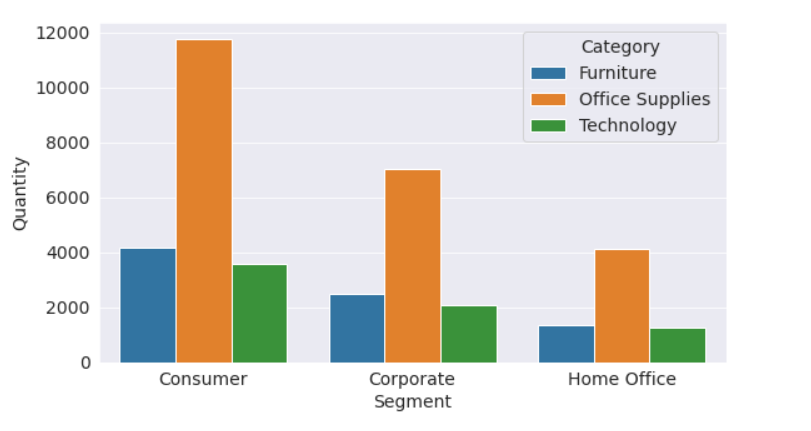 12000
10000
8000
6000
4000
2000
0
Quantity
Category
Furniture
Office Supplies
Technology
Consumer
Corporate
Home Office
Segment